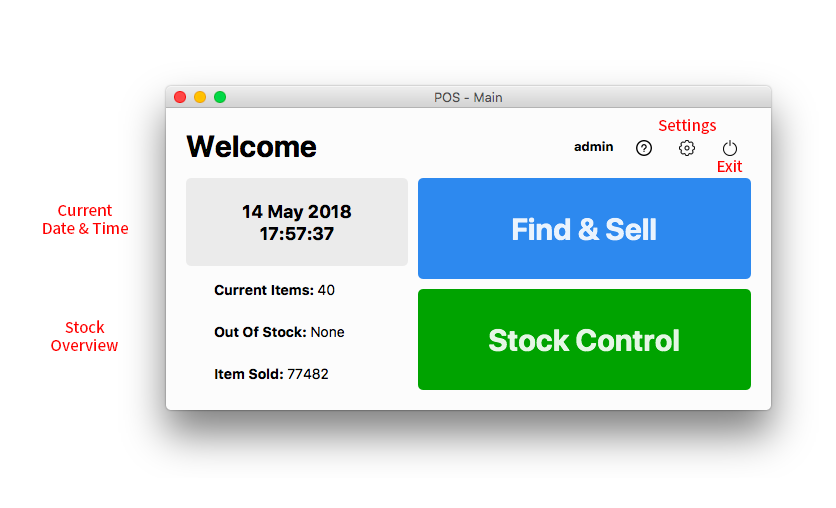 POS - Main
Settings
Welcome
admin
Exit
Current
Date & Time
14 May 2018
17:57:37
Find & Sell
Current Items: 40
Stock
Overview
Out Of Stock: None
Stock Control
Item Sold: 77482